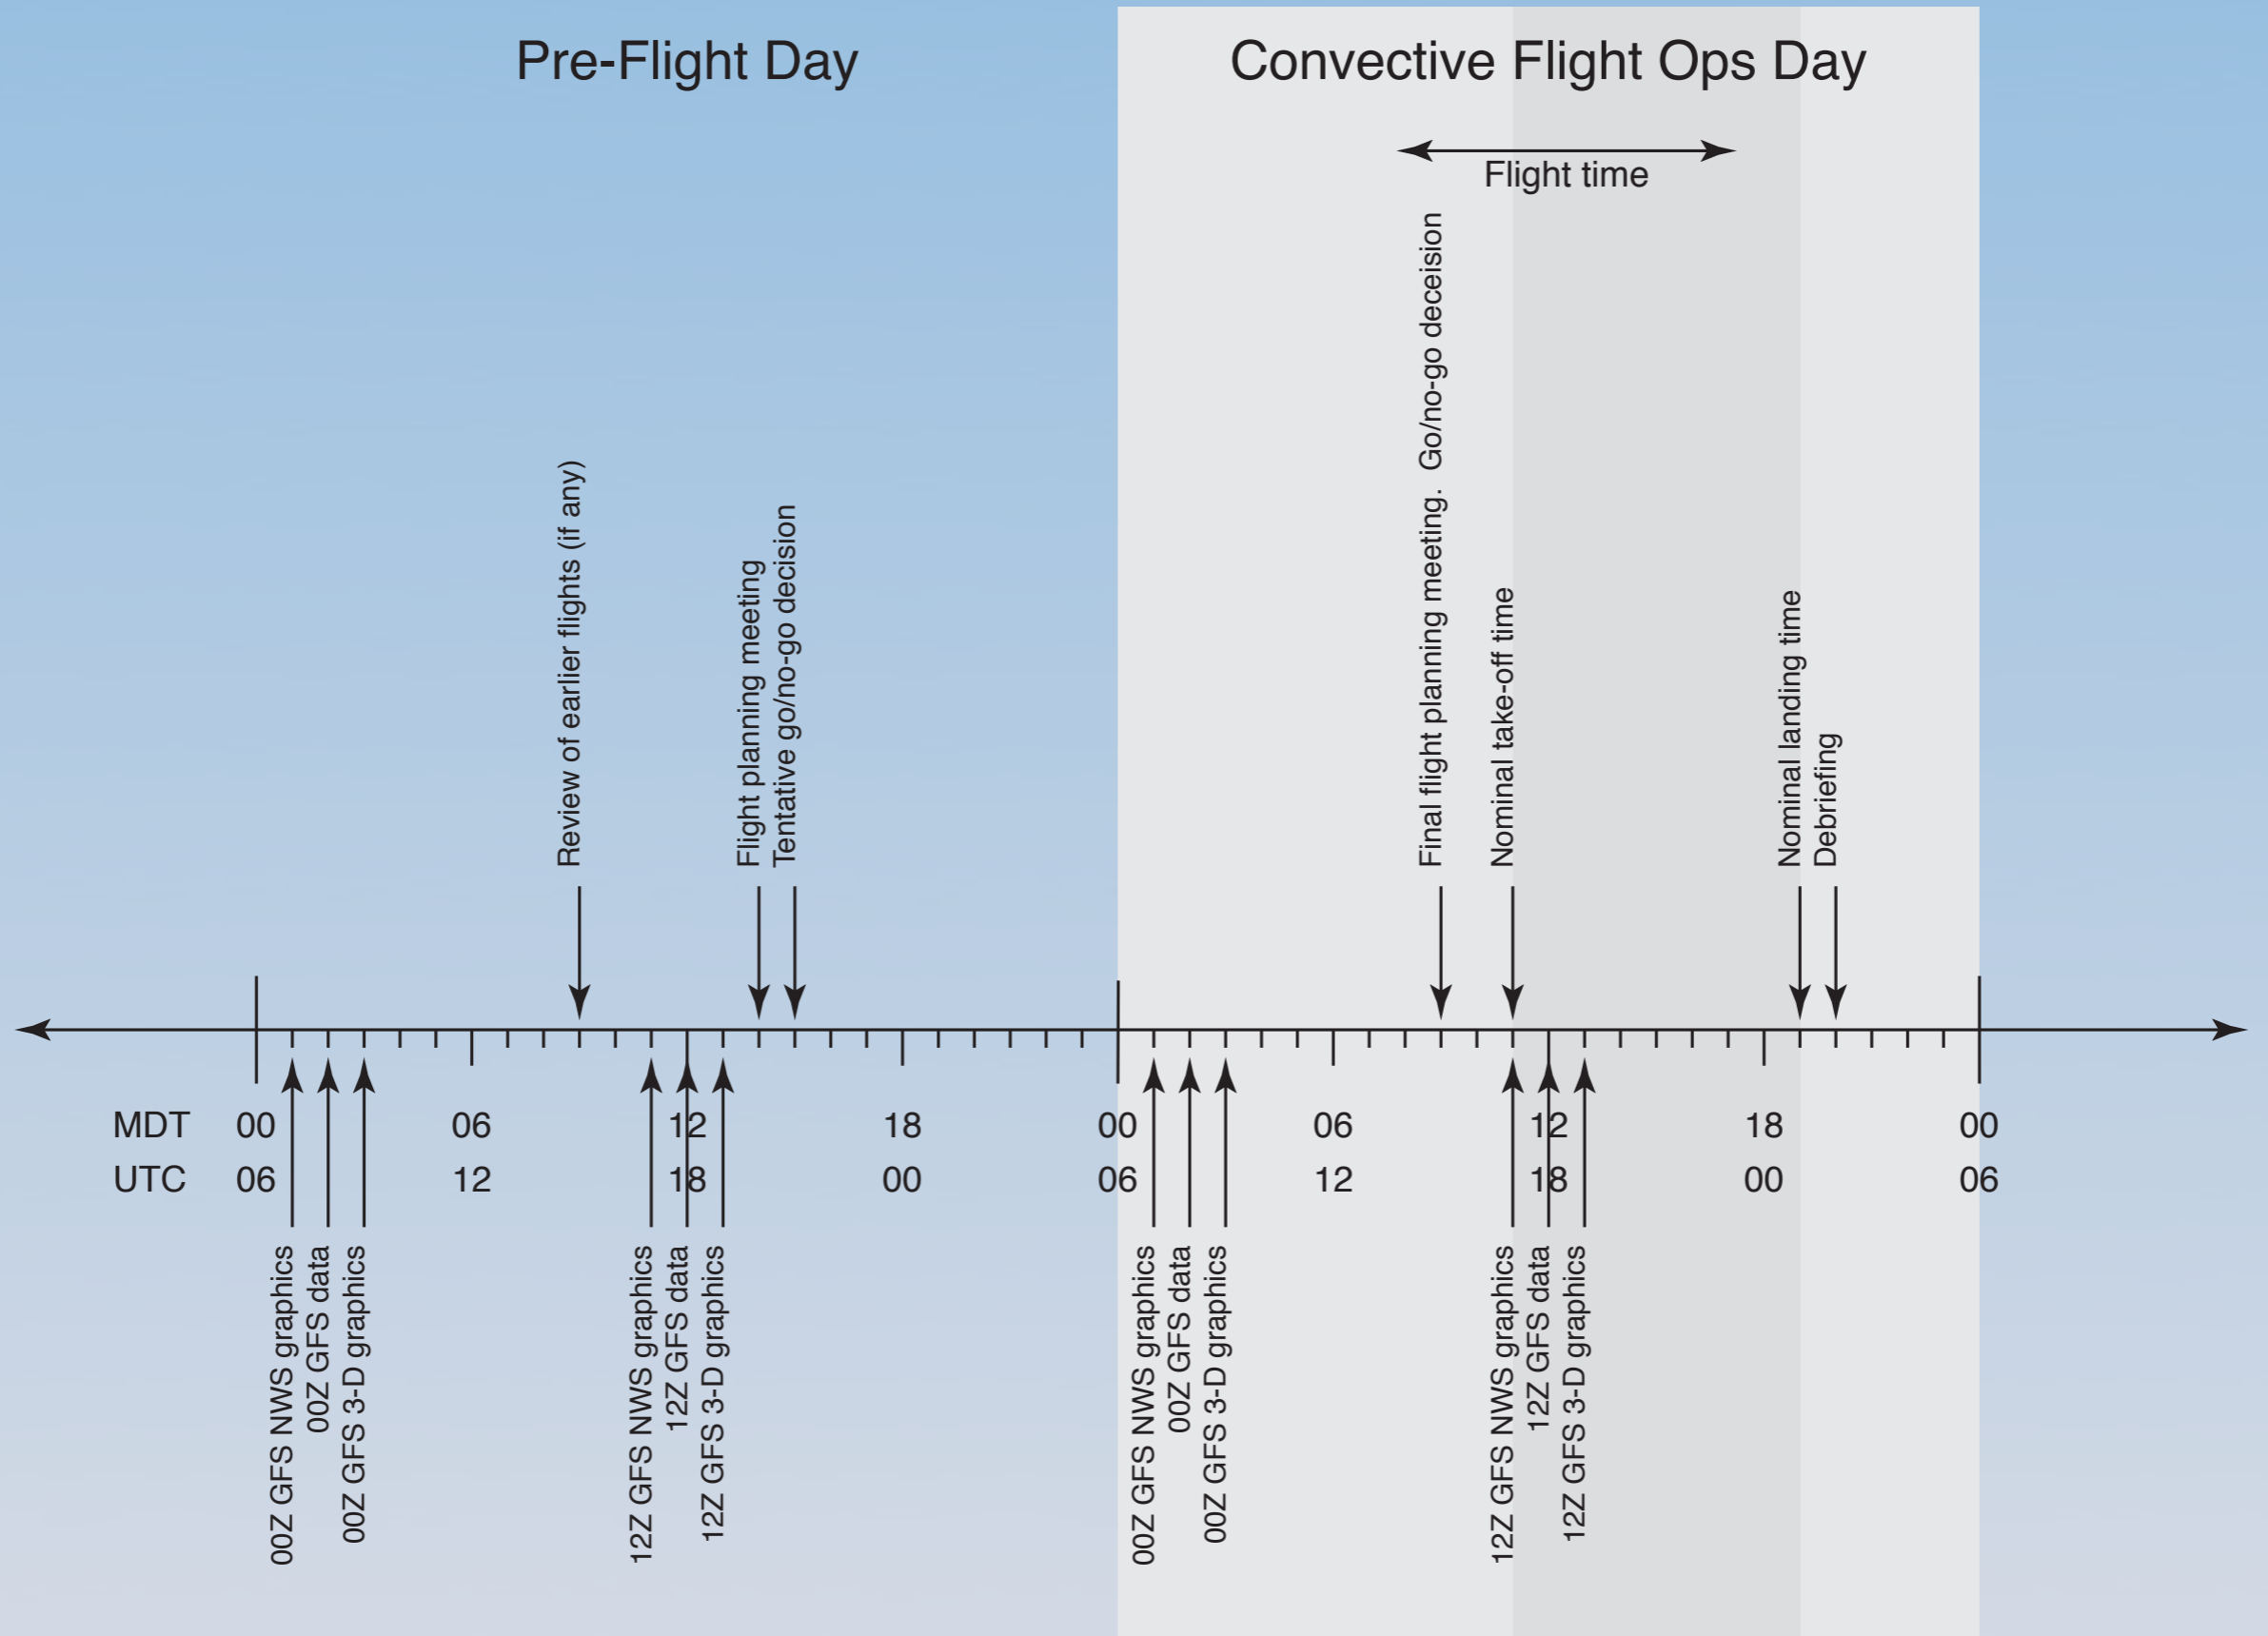 Pre-Flight Day
Convective Flight Ops Day
Flight time
Review of earlier flights (if any)
Flight planning meeting
Tentative go/no-go decision
Final flight planning meeting.  Go/no-go deceision
Nominal take-off time
Nominal landing time
Debriefing
MDT 00 06 12 18 00 06 12 18 00
UTC 06 12 18 00 06 12 18 00 06
00Z GFS NWS graphics
00Z GFS data
00Z GFS 3-D graphics
12Z GFS NWS graphics
12Z GFS data
12Z GFS 3-D graphics
00Z GFS NWS graphics
00Z GFS data
00Z GFS 3-D graphics
12Z GFS NWS graphics
12Z GFS data
12Z GFS 3-D graphics